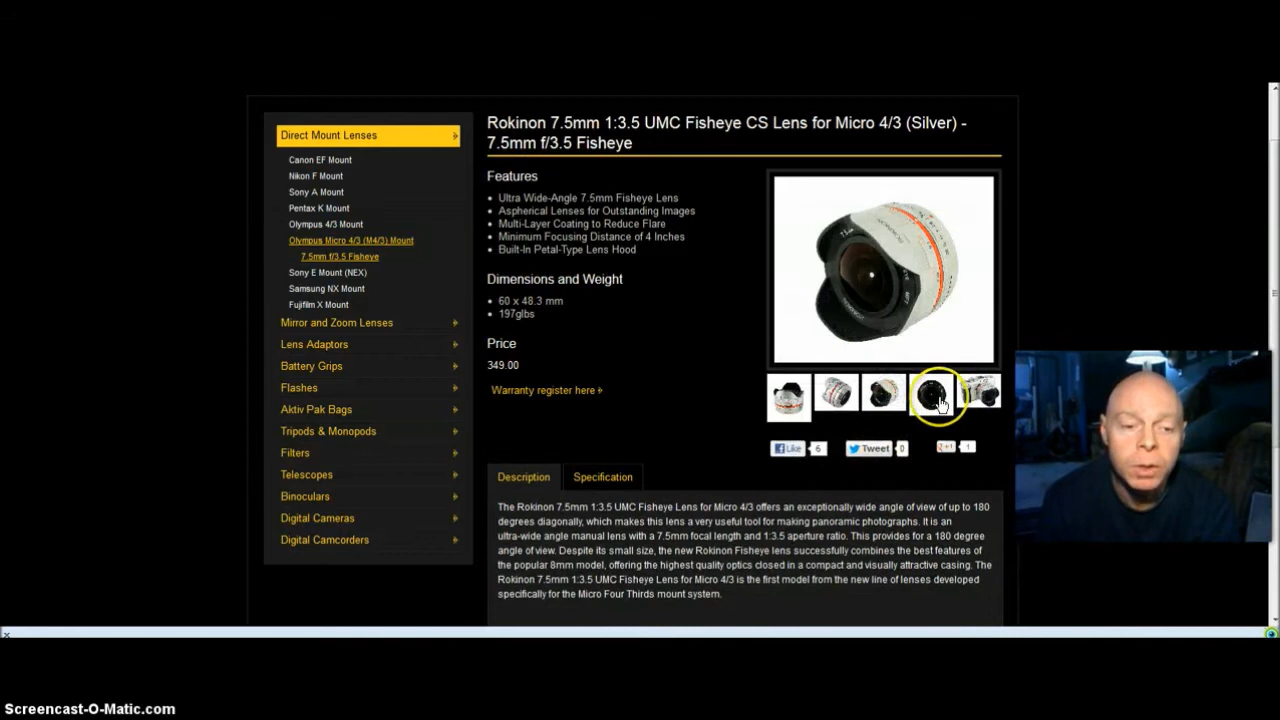 Direct Mount Lenses
Canon EF Mount
Nikon F Mount
Sony A Mount
Pentax K Mount
Olympus 4/3 Mount
Olympus Micro 4/3 (M4/3) Mount
7.5mm f/3.5 Fisheye
Sony E Mount (NEX)
Samsung NX Mount
Fujifilm X Mount
Mirror and Zoom Lenses
Lens Adaptors
Battery Grips
Flashes
Aktiv Pak Bags
Tripods & Monopods
Filters
Telescopes
Binoculars
Digital Cameras
Digital Camcorders
Rokinon 7.5mm 1:3.5 UMC Fisheye CS Lens for Micro 4/3 (Silver) -
7.5mm f/3.5 Fisheye
Features
Ultra Wide-Angle 7.5mm Fisheye Lens
Aspherical Lenses for Outstanding Images
Multi-Layer Coating to Reduce Flare
Minimum Focusing Distance of 4 Inches
Built-In Petal-Type Lens Hood
Dimensions and Weight
60 x 48.3 mm
197glbs
Price
349.00
Warranty register here
Like 6 Tweet 0 g+1 1
Description Specification
The Rokinon 7.5mm 1:3.5 UMC Fisheye Lens for Micro 4/3 offers an exceptionally wide angle of view of up to 180
degrees diagonally, which makes this lens a very useful tool for making panoramic photographs. It is an
ultra-wide angle manual lens with a 7.5mm focal length and 1:3.5 aperture ratio. This provides for a 180 degree
angle of view. Despite its small size, the new Rokinon Fisheye lens successfully combines the best features of
the popular 8mm model, offering the highest quality optics closed in a compact and visually attractive casing. The
Rokinon 7.5mm 1:3.5 UMC Fisheye Lens for Micro 4/3 is the first model from the new line of lenses developed
specifically for the Micro Four Thirds mount system.
Screencast-O-Matic.com